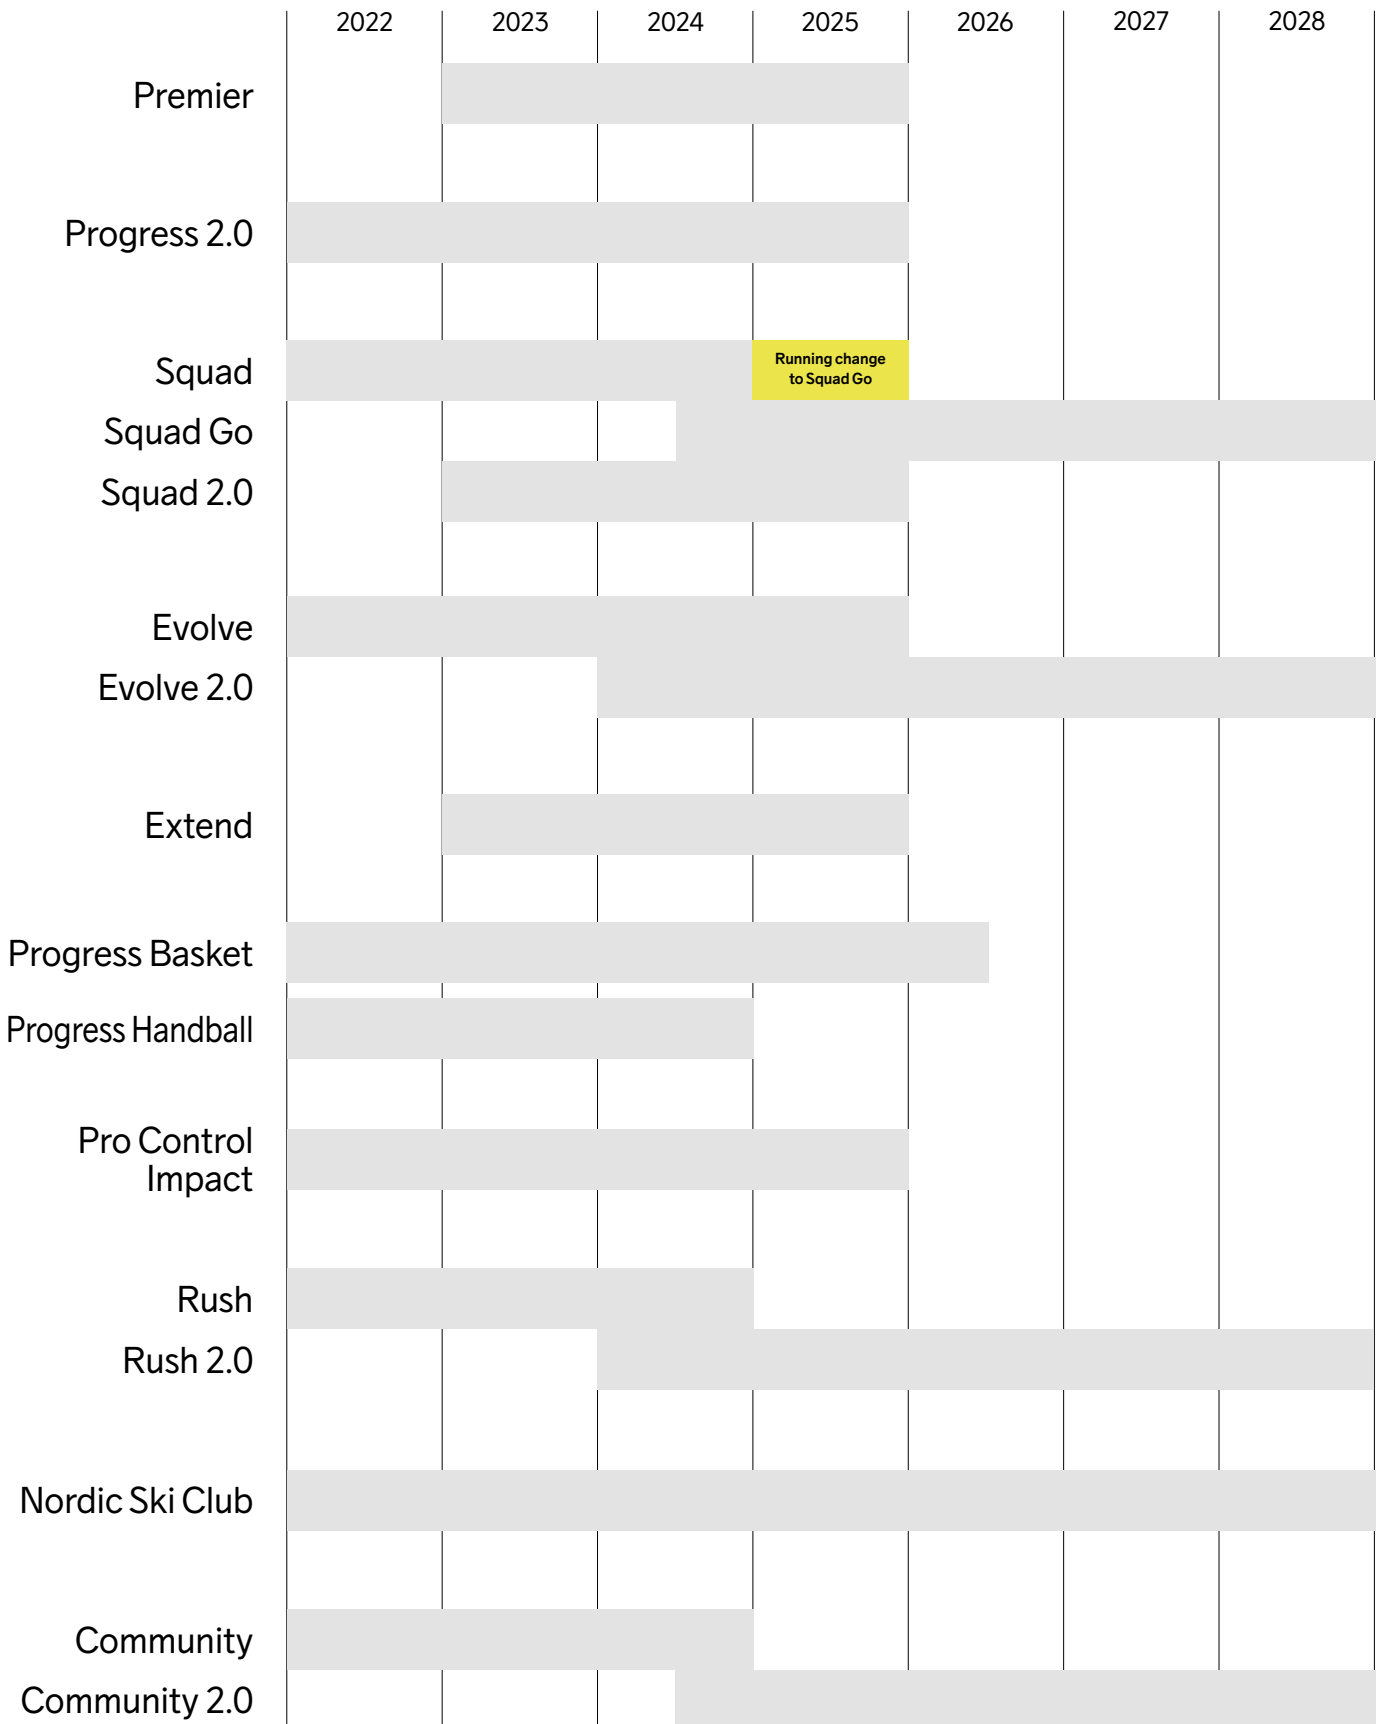 2022 2023 2024 2025 2026 2027 2028
Premier
Progress 2.0
Squad
Running change
to Squad Go
Squad Go
Squad 2.0
Evolve
Evolve 2.0
Extend
Progress Basket
Progress Handball
Pro Control
Impact
Rush
Rush 2.0
Nordic Ski Club
Community
Community 2.0